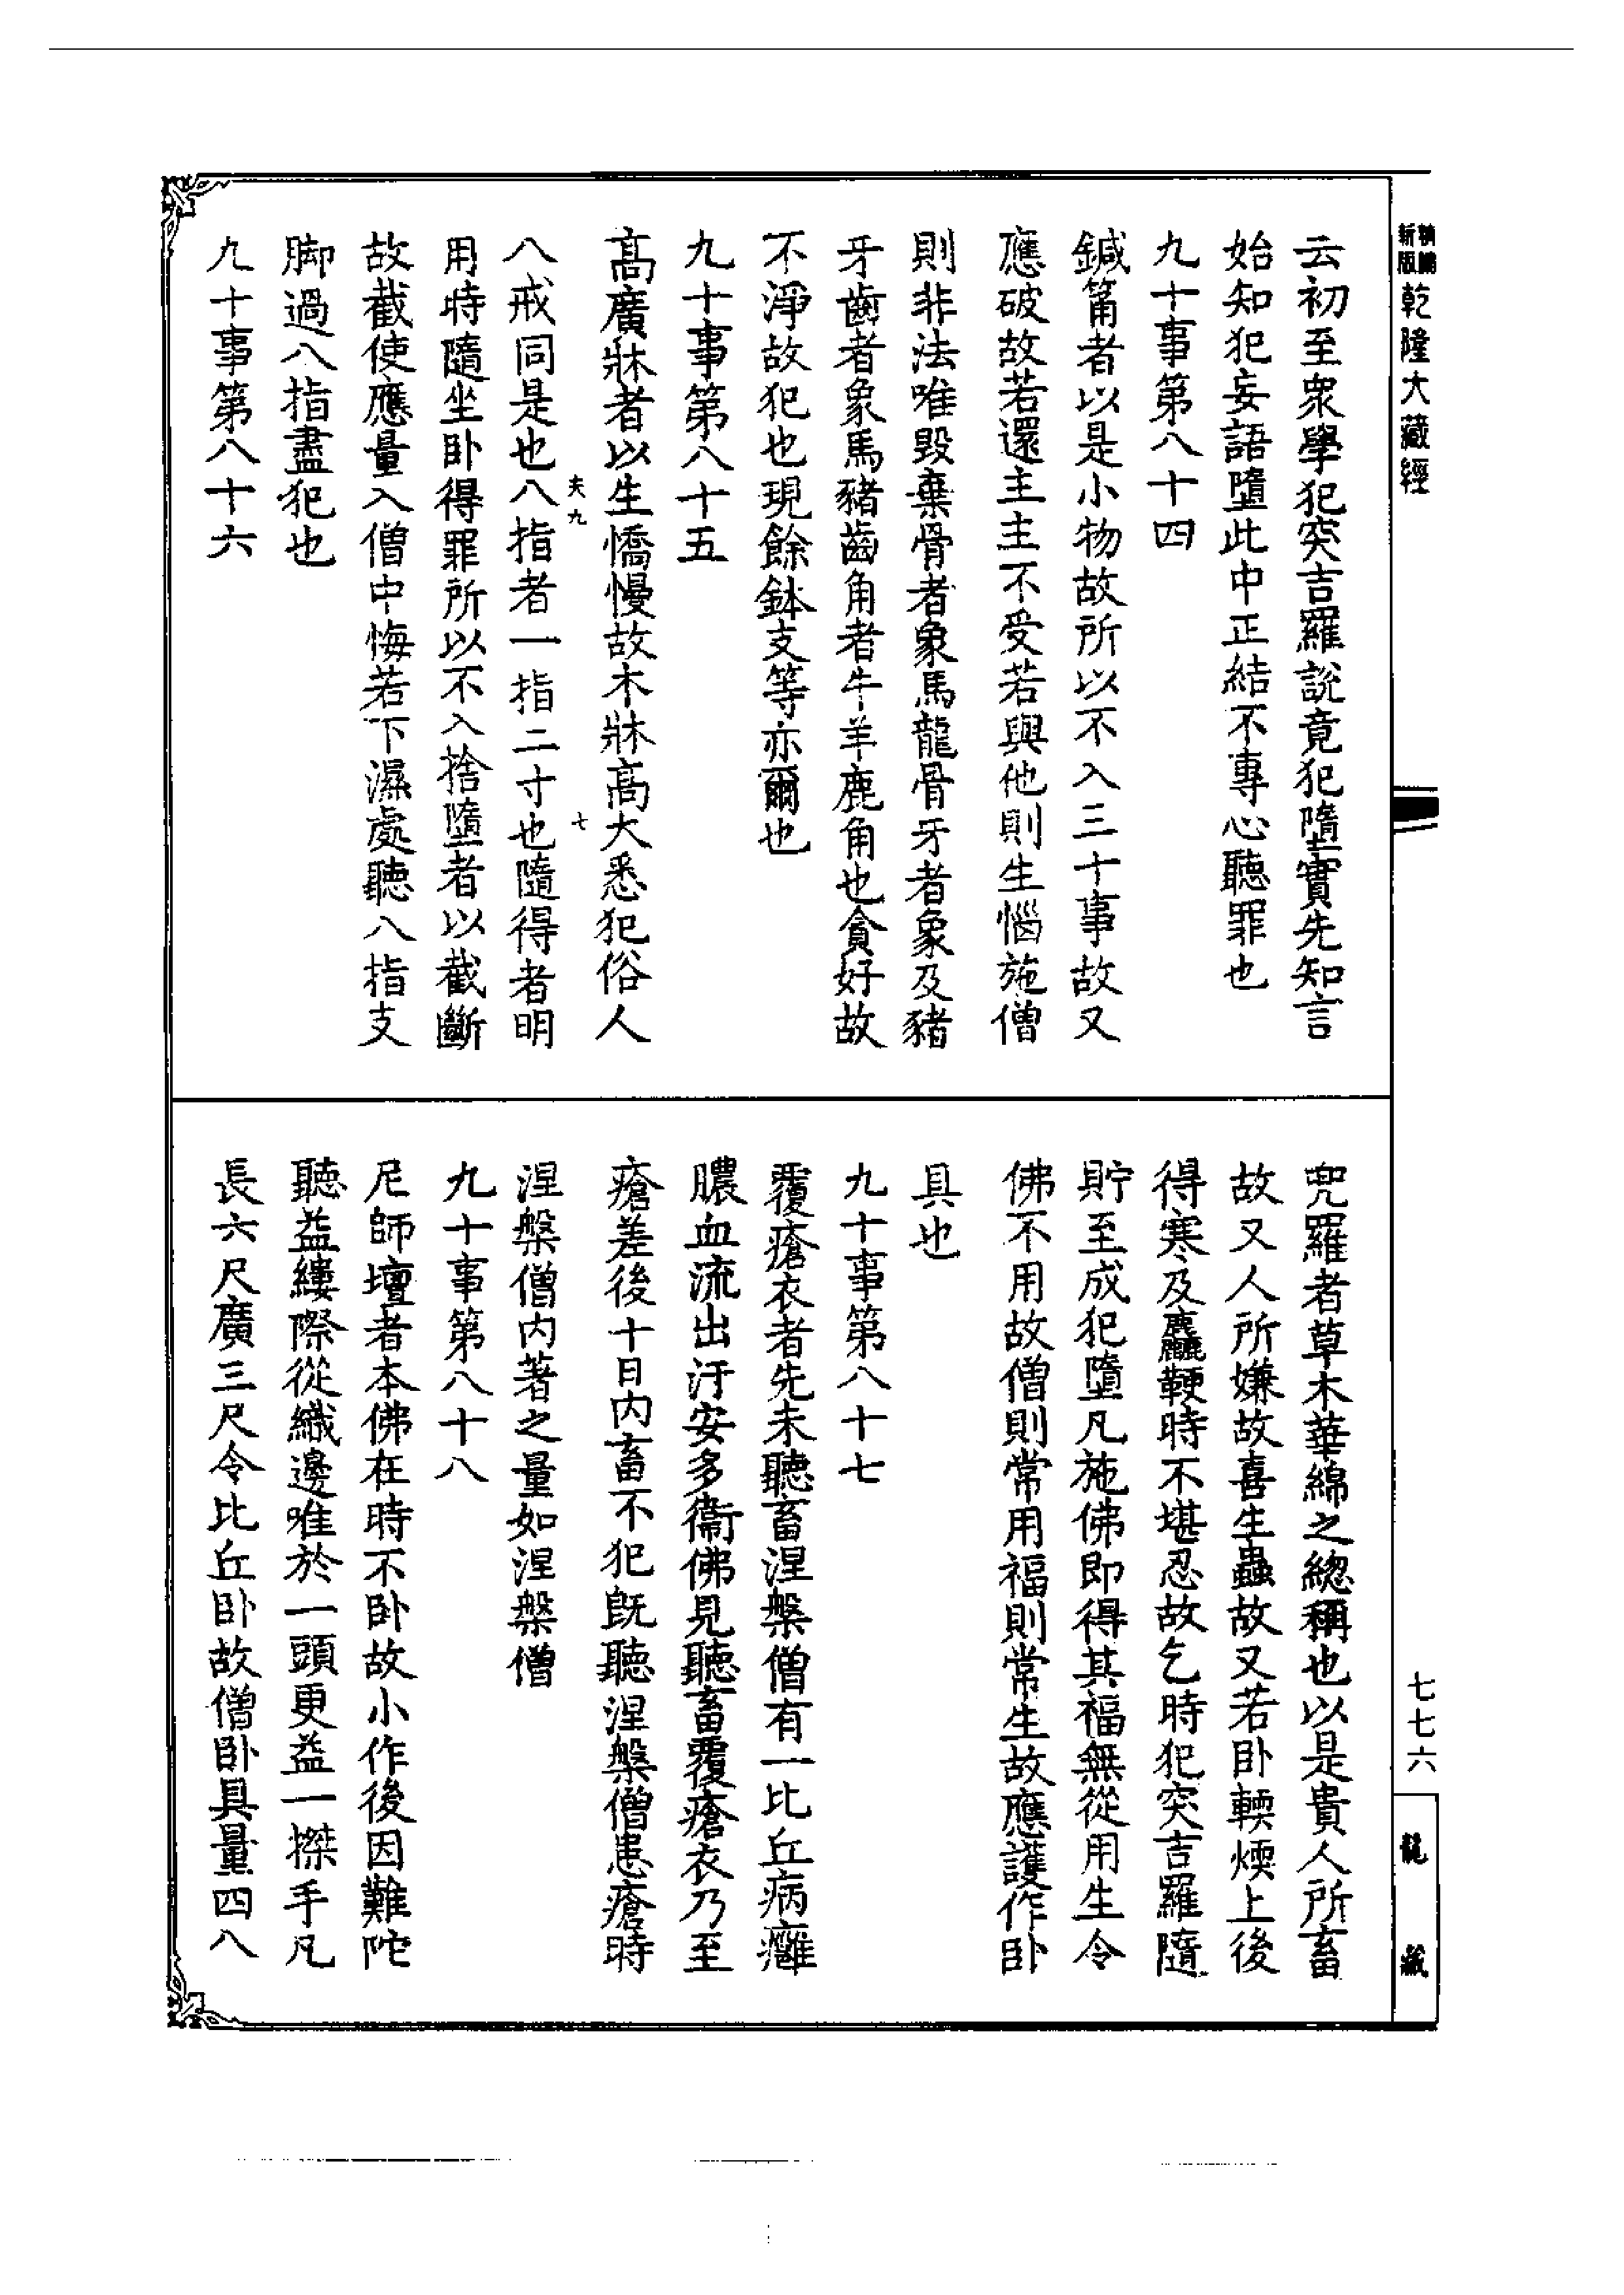 新版
精編
乾隆大藏經
七七六
龍藏
云初至衆學犯突吉羅說竟犯墮實先知言
始知犯妄語墮此中正結不專心聽罪也
九十事第八十四
鍼筩者以是小物故所以不入三十事故又
應破故若還主主不受若與他則生惱施僧
則非法唯毀棄骨者象馬龍骨牙者象及豬
牙齒者象馬豬齒角者牛羊鹿角也貪好故
不淨故犯也現餘鉢支等亦爾也
九十事第八十五
髙廣牀者以生憍慢故木牀髙大悉犯俗人
夾九
七
八戒同是也八指者一指二寸也隨得者明
用時隨坐卧得罪所以不入捨墮者以截斷
故截使應量入僧中悔若下濕處聽八指支
脚過八指盡犯也
九十事第八十六
兜羅者草木華綿之總稱也以是貴人所畜
故又人所嫌故喜生蟲故又若卧輭煗上後
得寒及麤鞕時不堪忍故乞時犯突吉羅隨
貯至成犯墮凡施佛即得其福無從用生令
佛不用故僧則常用福則常生故應護作卧
具也
九十事第八十七
覆瘡衣者先未聽畜涅槃僧有一比丘病癰
膿血流出汙安多衞佛見聽畜覆瘡衣乃至
瘡差後十日内畜不犯既聽涅槃僧患瘡時
涅槃僧内著之量如涅槃僧
九十事第八十八
尼師壇者本佛在時不卧故小作後因難陀
聽益縷際從織邊唯於一頭更益一搩手凡
長六尺廣三尺令比丘卧故僧卧具量四八